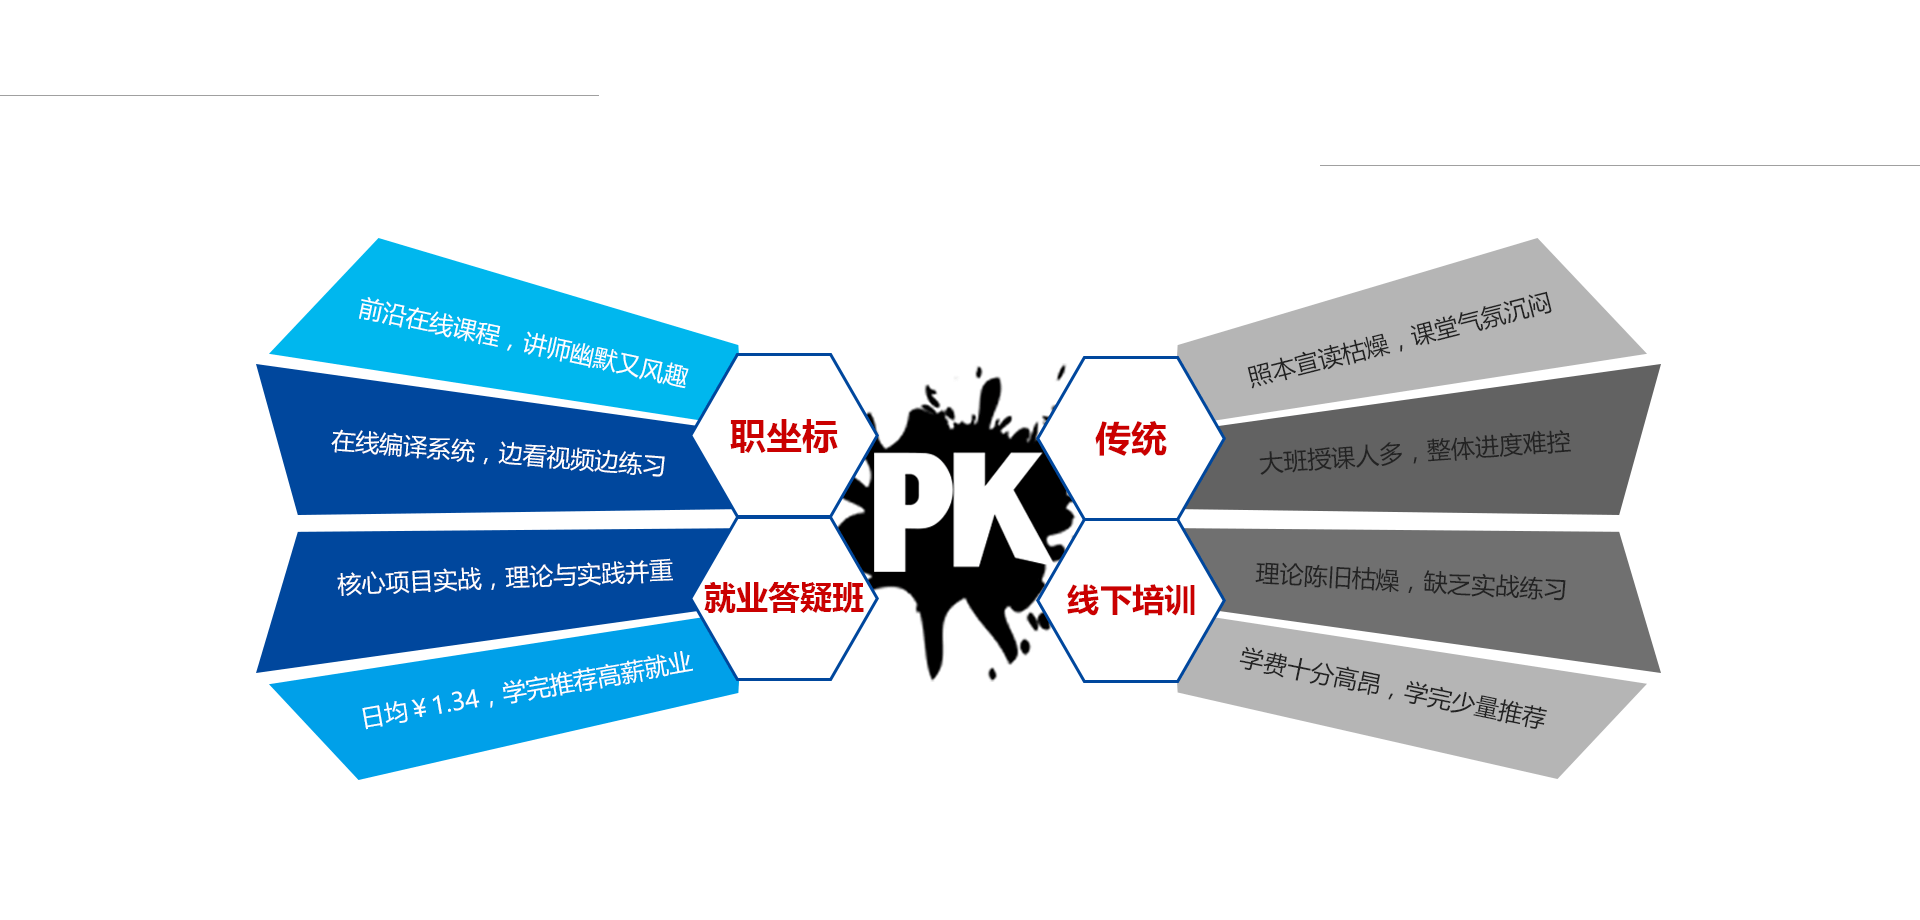 前沿在线课程，讲师幽默又风趣
在线编译系统，边看视频边练习
核心项目实战，理论与实践并重
日均￥1.34，学完推荐高薪就业
职坐标
就业答疑班
PK
传统
线下培训
照本宣读枯燥，课堂气氛沉闷
大班授课人多，整体进度难控
理论陈旧枯燥，缺乏实战练习
学费十分高昂，学完少量推荐